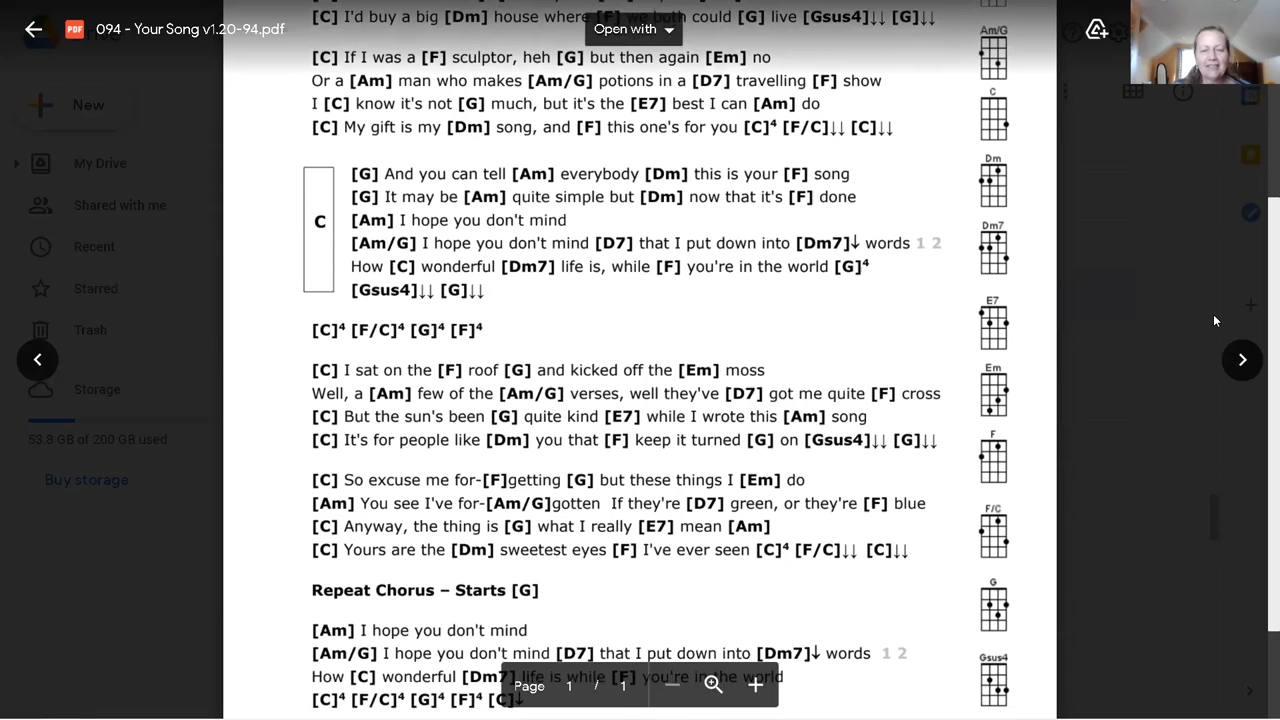 [C] I'd buy a big [Dm] house where [F] we both could [G] live [Gsus4]↓↓ [G]↓↓
094 - Your Song v1.20-94.pdf
Open with
PDF
[C] If I was a [F] sculptor, heh [G] but then again [Em] no
Or a [Am] man who makes [Am/G] potions in a [D7] travelling [F] show
I [C] know it's not [G] much, but it's the [E7] best I can [Am] do
[C] My gift is my [Dm] song, and [F] this one's for you [C]⁴ [F/C]↓↓ [C]↓↓
C
[G] And you can tell [Am] everybody [Dm] this is your [F] song
[G] It may be [Am] quite simple but [Dm] now that it's [F] done
[Am] I hope you don't mind
[Am/G] I hope you don't mind [D7] that I put down into [Dm7]↓ words 1 2
How [C] wonderful [Dm7] life is, while [F] you're in the world [G]⁴
[Gsus4]↓↓ [G]↓↓
[C]⁴ [F/C]⁴ [G]⁴ [F]⁴
[C] I sat on the [F] roof [G] and kicked off the [Em] moss
Well, a [Am] few of the [Am/G] verses, well they've [D7] got me quite [F] cross
[C] But the sun's been [G] quite kind [E7] while I wrote this [Am] song
[C] It's for people like [Dm] you that [F] keep it turned [G] on [Gsus4]↓↓ [G]↓↓
[C] So excuse me for-[F]getting [G] but these things I [Em] do
[Am] You see I've for-[Am/G]gotten If they're [D7] green, or they're [F] blue
[C] Anyway, the thing is [G] what I really [E7] mean [Am]
[C] Yours are the [Dm] sweetest eyes [F] I've ever seen [C]⁴ [F/C]↓↓ [C]↓↓
Repeat Chorus – Starts [G]
[Am] I hope you don't mind
[Am/G] I hope you don't mind [D7] that I put down into [Dm7]↓ words 1 2
How [C] wonderful [Dm7] life is while [F] you're in the world
[C]⁴ [F/C]⁴ [G]⁴ [F]⁴ [C]↓
Page 1 / 1
Am/G
C
Dm
Dm7
E7
Em
F
F/C
G
Gsus4
New
My Drive
Shared with me
Recent
Starred
Trash
Storage
53.8 GB of 200 GB used
Buy storage